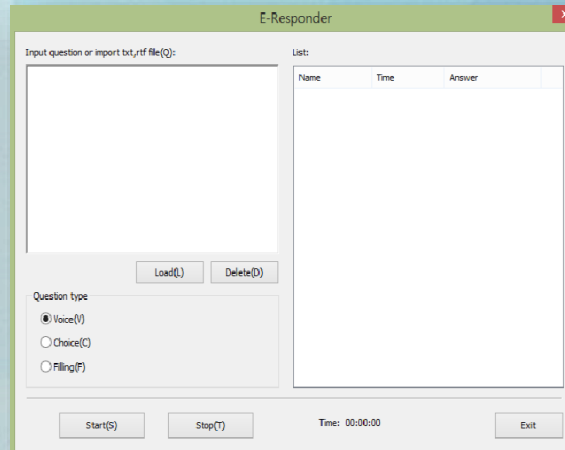 E-Responder
X
Input question or import txt,rtf file(Q):
List:
Name Time Answer
Load(L) Delete(D)
Question type
Voice(V)
Choice(C)
Filling(F)
Start(S) Stop(T) Time: 00:00:00 Exit